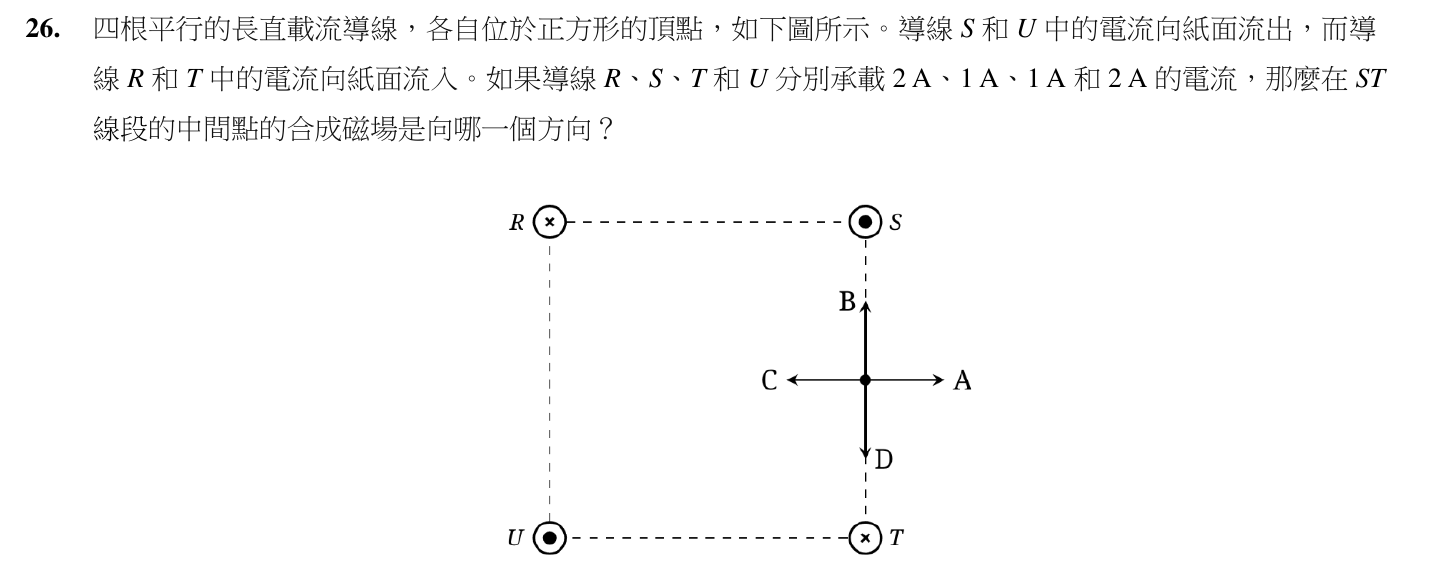 26. 四根平行的長直載流導線，各自位於正方形的頂點，如下圖所示。導線 S 和 U 中的電流向紙面流出，而導
線 R 和 T 中的電流向紙面流入。如果導線 R、S、T 和 U 分別承載 2 A、1 A、1 A 和 2 A 的電流，那麼在 ST
線段的中間點的合成磁場是向哪一個方向？
R
S
B
C
A
D
U
T